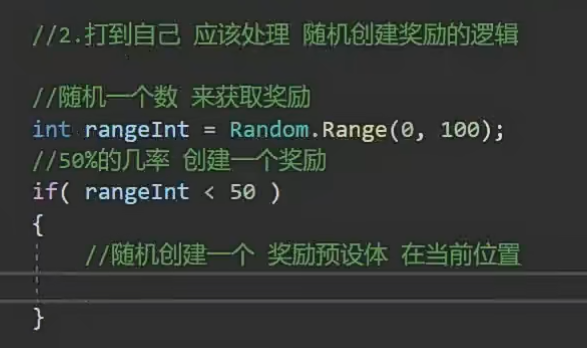 //2.打到自己 应该处理 随机创建奖励的逻辑
//随机一个数 来获取奖励
int rangeInt = Random.Range(0, 100);
//50%的几率 创建一个奖励
if( rangeInt < 50 )
{
//随机创建一个 奖励预设体 在当前位置
}